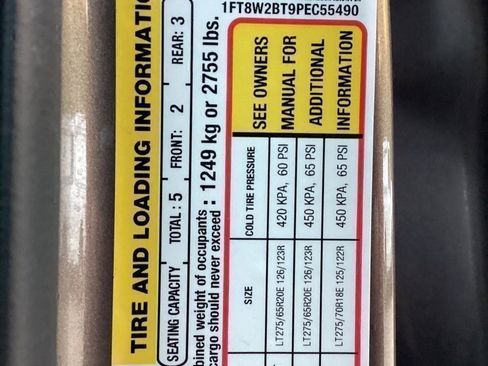 1FT8W2BT9PEC55490
TIRE AND LOADING INFORMATION
SEATING CAPACITY TOTAL : 5 FRONT: 2 REAR: 3
bined weight of occupants
cargo should never exceed : 1249 kg or 2755 lbs.
SIZE COLD TIRE PRESSURE SEE OWNERS
LT275/65R20E 126/123R 420 KPA, 60 PSI MANUAL FOR
LT275/65R20E 126/123R 450 KPA, 65 PSI ADDITIONAL
LT275/70R18E 125/122R 450 KPA, 65 PSI INFORMATION